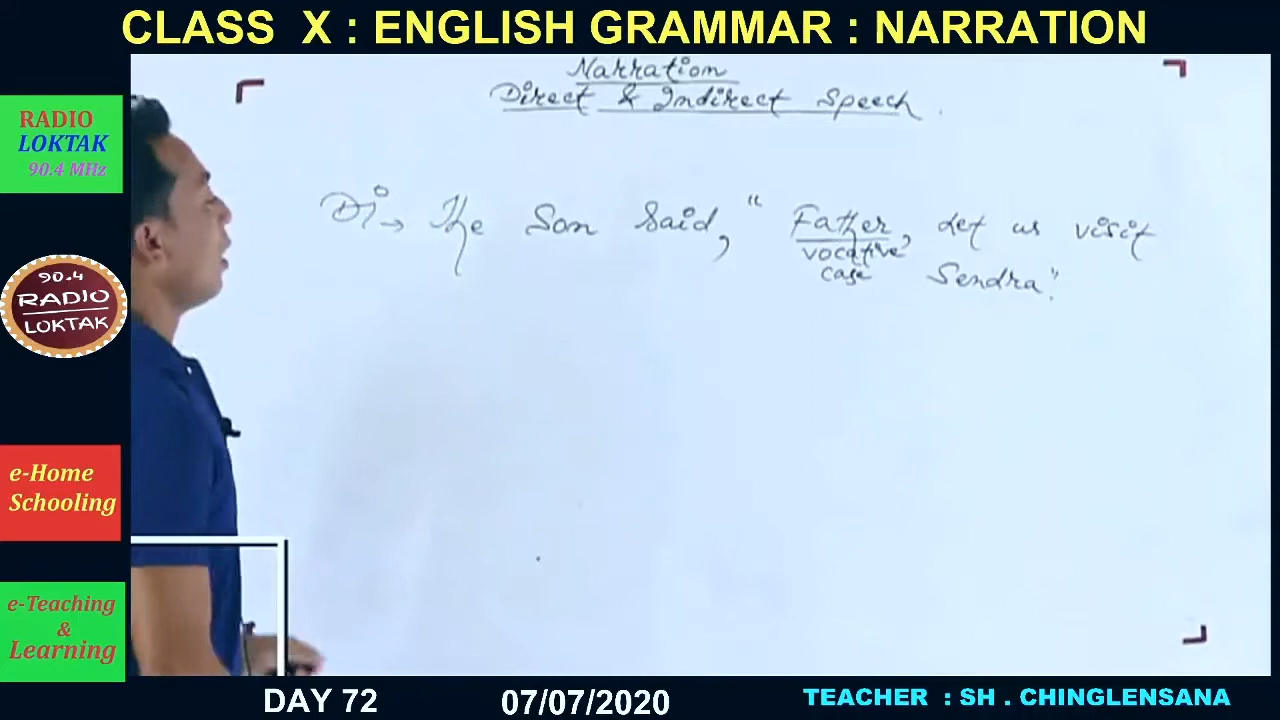 CLASS X : ENGLISH GRAMMAR : NARRATION
Narration
Direct & Indirect Speech
RADIO
LOKTAK
90.4 MHz
Di → The Son Said, " Father, Let us visit
vocative
case Sendra".
90.4
RADIO
LOKTAK
e-Home
Schooling
e-Teaching
&
Learning
DAY 72 07/07/2020 TEACHER : SH . CHINGLENSANA